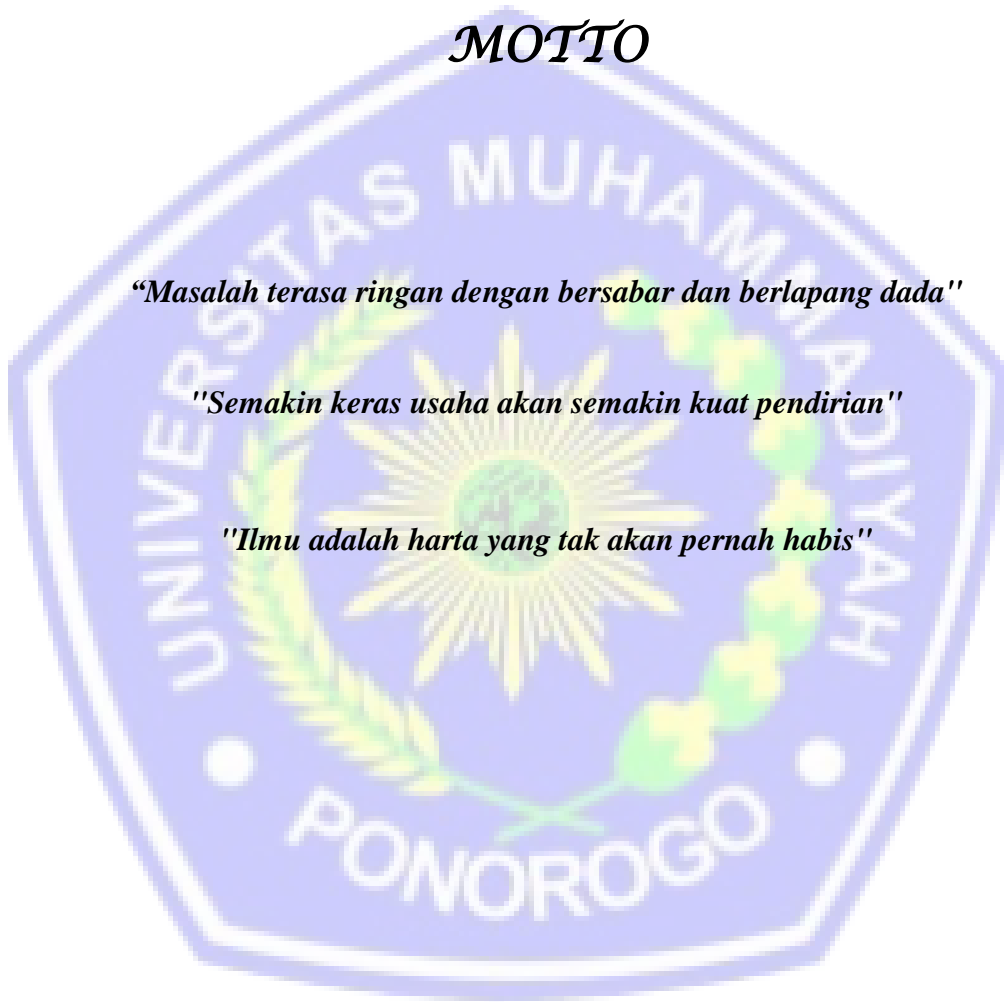 MOTTO
UNIVERSITAS MUHAMMADIYAH
“Masalah terasa ringan dengan bersabar dan berlapang dada"
"Semakin keras usaha akan semakin kuat pendirian"
"Ilmu adalah harta yang tak akan pernah habis"
PONOROGO